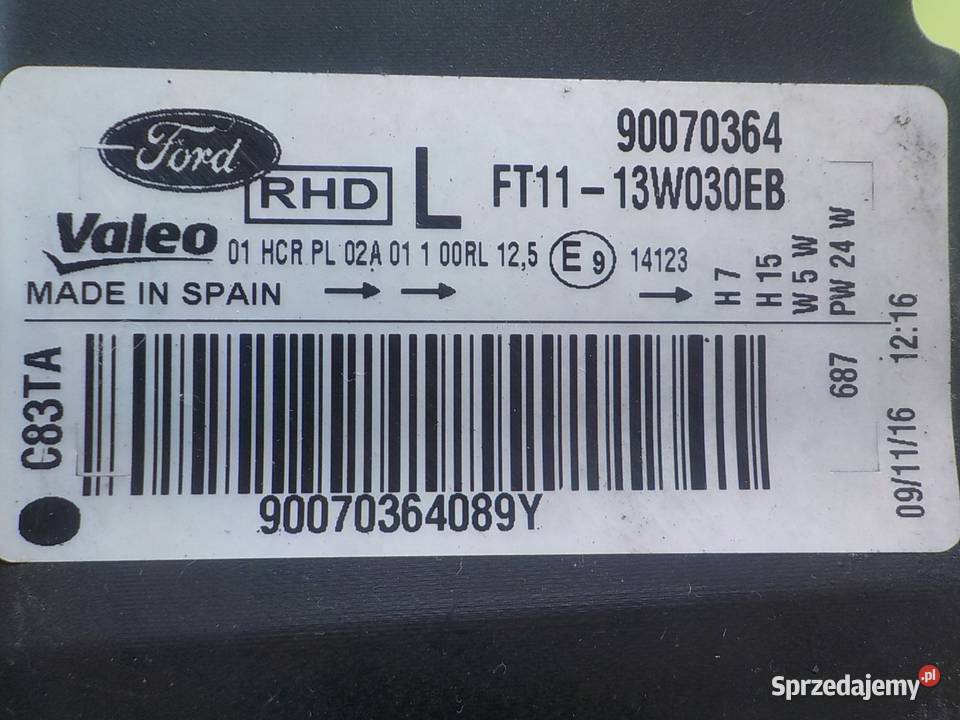 Ford
RHD
L
90070364
FT11-13W030EB
Valeo
01 HCR PL 02A 01 1 00RL 12,5
E 9
14123
MADE IN SPAIN
H 7
H 15
W 5 W
PW 24 W
687
09/11/16 12:16
C83TA
90070364089Y
Sprzedajemy.pl